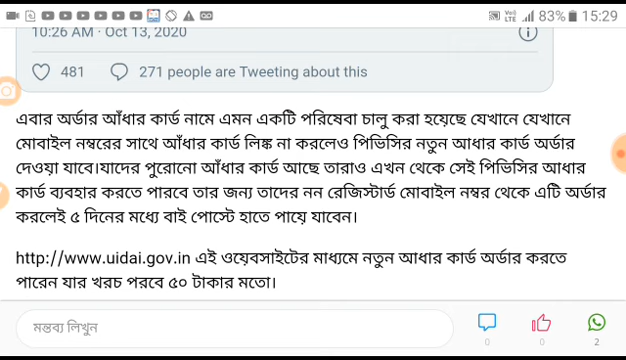 83% 15:29
10:26 AM · Oct 13, 2020
481 271 people are Tweeting about this
এবার অর্ডার আঁধার কার্ড নামে এমন একটি পরিষেবা চালু করা হয়েছে যেখানে যেখানে
মোবাইল নম্বরের সাথে আঁধার কার্ড লিঙ্ক না করলেও পিভিসির নতুন আধার কার্ড অর্ডার
দেওয়া যাবে।যাদের পুরোনো আঁধার কার্ড আছে তারাও এখন থেকে সেই পিভিসির আধার
কার্ড ব্যবহার করতে পারবে তার জন্য তাদের নন রেজিস্টার্ড মোবাইল নম্বর থেকে এটি অর্ডার
করলেই ৫ দিনের মধ্যে বাই পোস্টে হাতে পায়ে যাবেন।
http://www.uidai.gov.in এই ওয়েবসাইটের মাধ্যমে নতুন আধার কার্ড অর্ডার করতে
পারেন যার খরচ পরবে ৫০ টাকার মতো।
মন্তব্য লিখুন
0 0 2